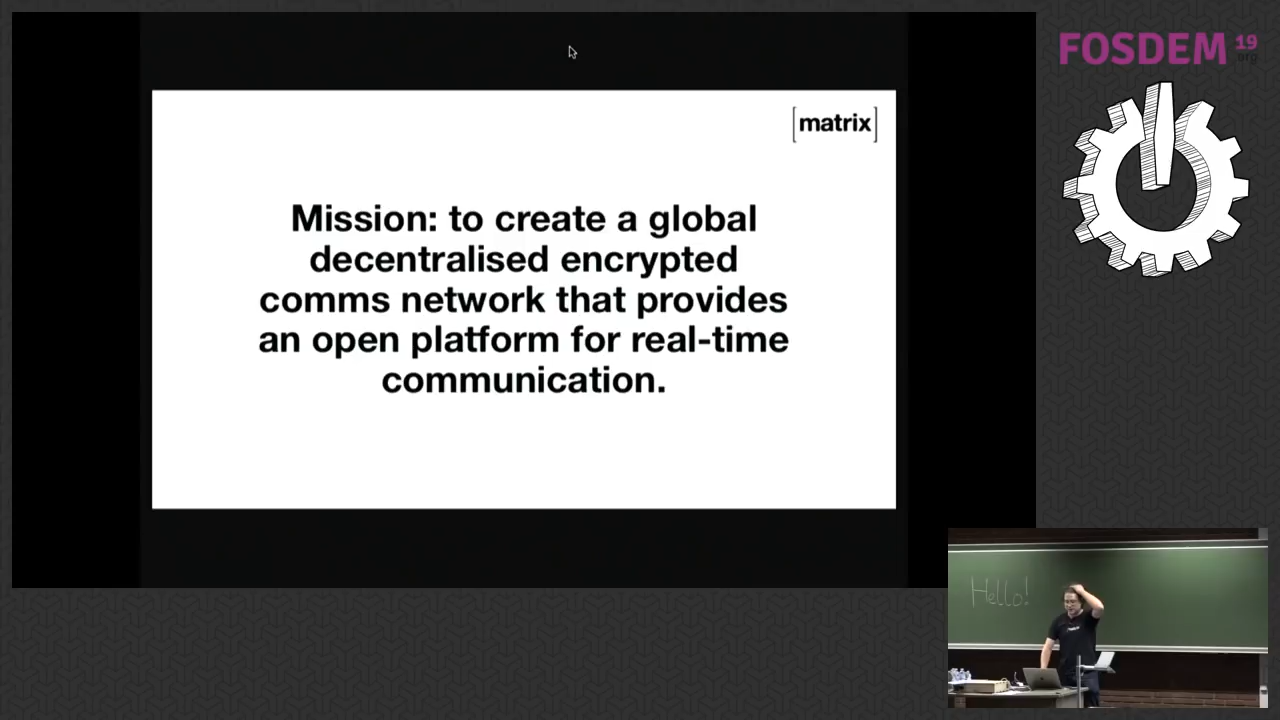 FOSDEM 19
.org
[matrix]
Mission: to create a global
decentralised encrypted
comms network that provides
an open platform for real-time
communication.
Hello!